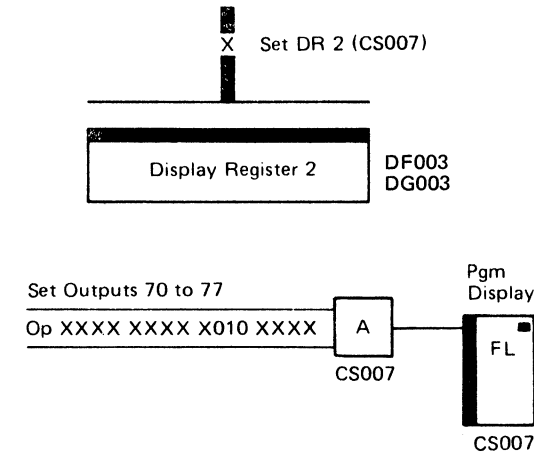 X Set DR 2 (CS007)
Display Register 2
DF003
DG003
Pgm
Display
Set Outputs 70 to 77
Op XXXX XXXX X010 XXXX
A
FL
CS007
CS007